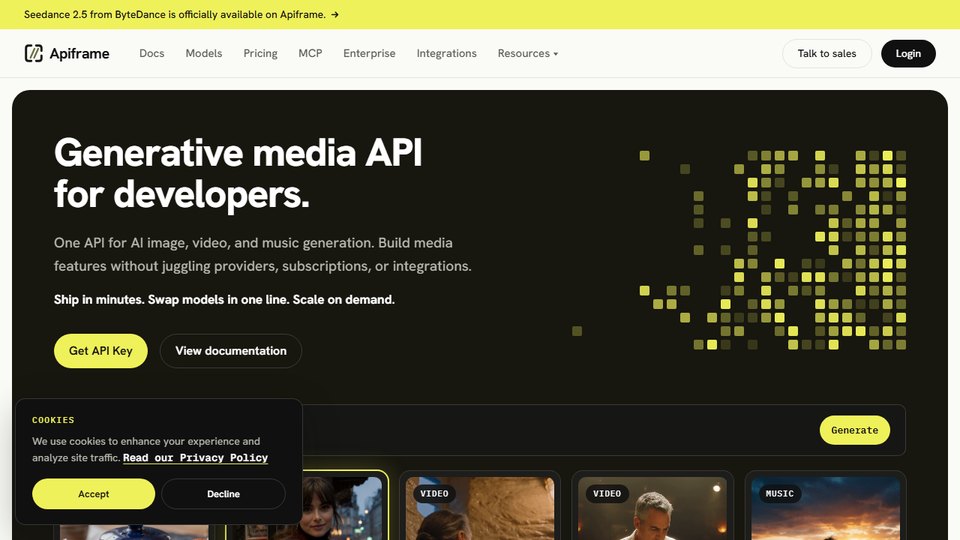 Seedance 2.5 from ByteDance is officially available on Apiframe. →
Apiframe Docs Models Pricing MCP Enterprise Integrations Resources Talk to sales Login
Generative media API
for developers.
One API for AI image, video, and music generation. Build media
features without juggling providers, subscriptions, or integrations.
Ship in minutes. Swap models in one line. Scale on demand.
Get API Key View documentation
Generate
COOKIES
We use cookies to enhance your experience and
analyze site traffic. Read our Privacy Policy
Accept Decline
VIDEO VIDEO MUSIC